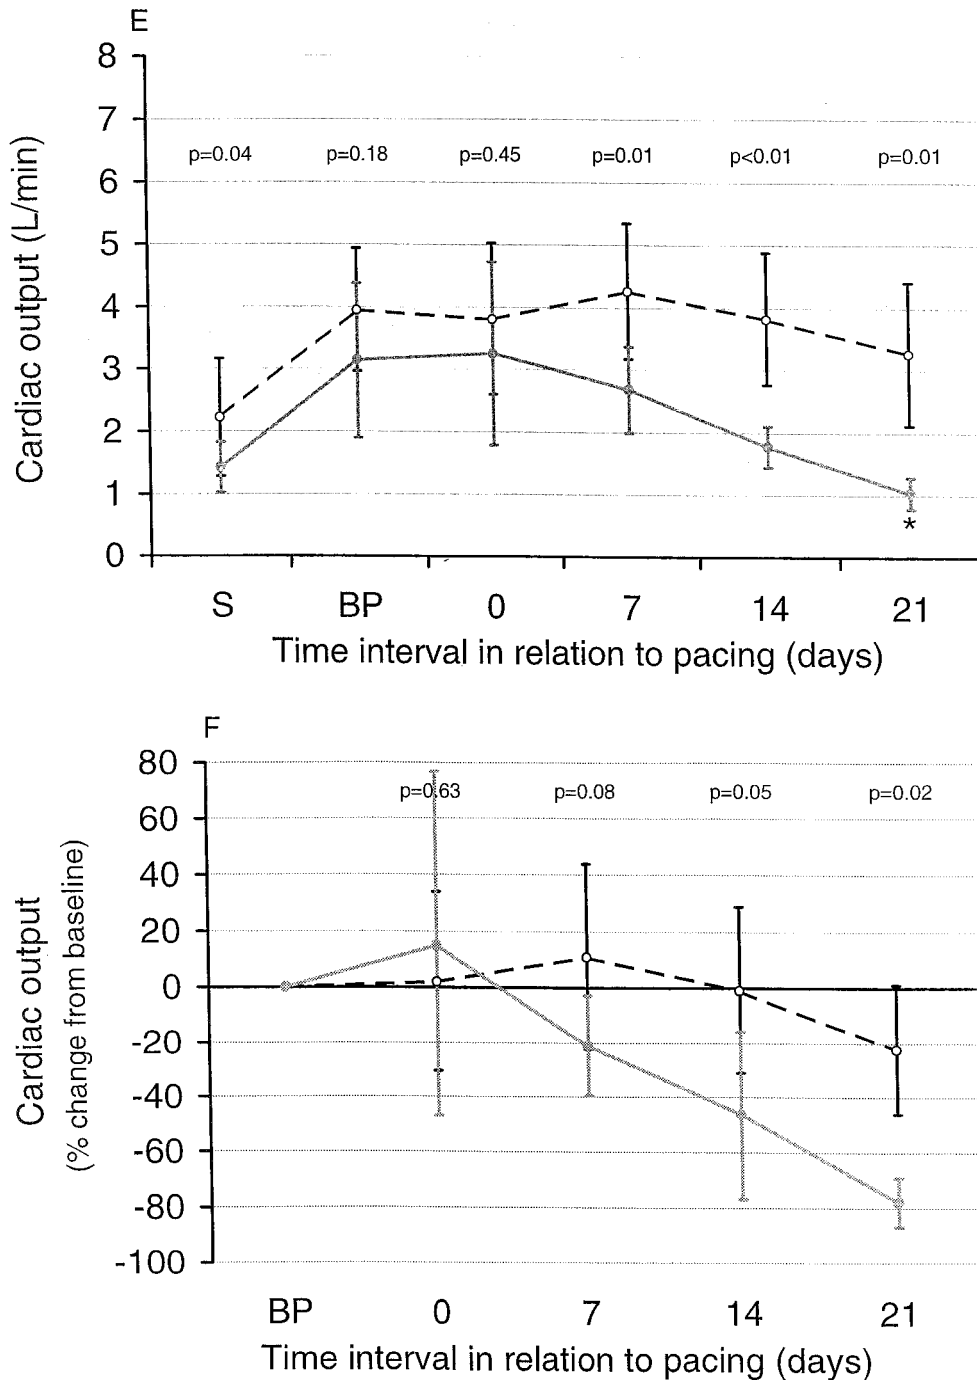 E
8
7
p=0.04 p=0.18 p=0.45 p=0.01 p<0.01 p=0.01
6
5
4
3
2
1
*
0
Cardiac output (L/min)
S BP 0 7 14 21
Time interval in relation to pacing (days)
F
80
p=0.63 p=0.08 p=0.05 p=0.02
60
40
20
0
-20
-40
-60
-80
-100
Cardiac output
(% change from baseline)
BP 0 7 14 21
Time interval in relation to pacing (days)